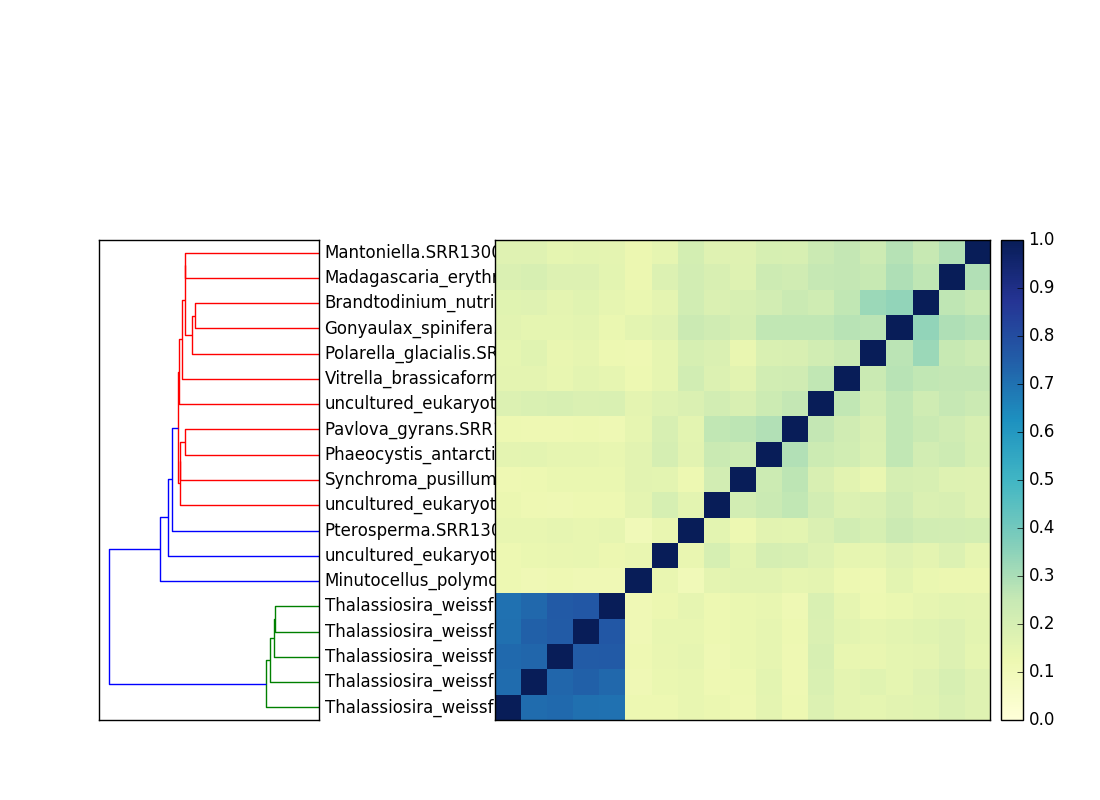 Mantoniella.SRR1300
Madagascaria_erythr
Brandtodinium_nutri
Gonyaulax_spinifera
Polarella_glacialis.SR
Vitrella_brassicaform
uncultured_eukaryot
Pavlova_gyrans.SRR
Phaeocystis_antarcti
Synchroma_pusillum
uncultured_eukaryot
Pterosperma.SRR130
uncultured_eukaryot
Minutocellus_polymo
Thalassiosira_weissf
Thalassiosira_weissf
Thalassiosira_weissf
Thalassiosira_weissf
Thalassiosira_weissf
1.0
0.9
0.8
0.7
0.6
0.5
0.4
0.3
0.2
0.1
0.0